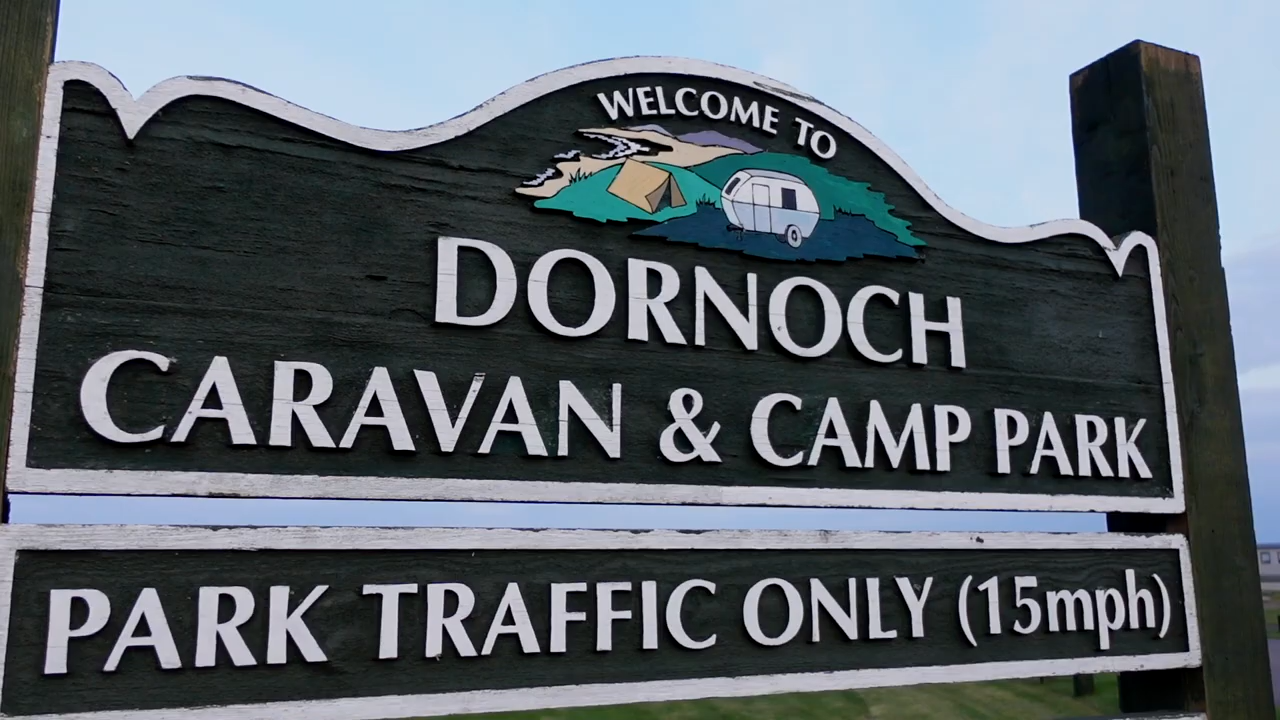 WELCOME TO
DORNOCH
CARAVAN & CAMP PARK
PARK TRAFFIC ONLY (15mph)